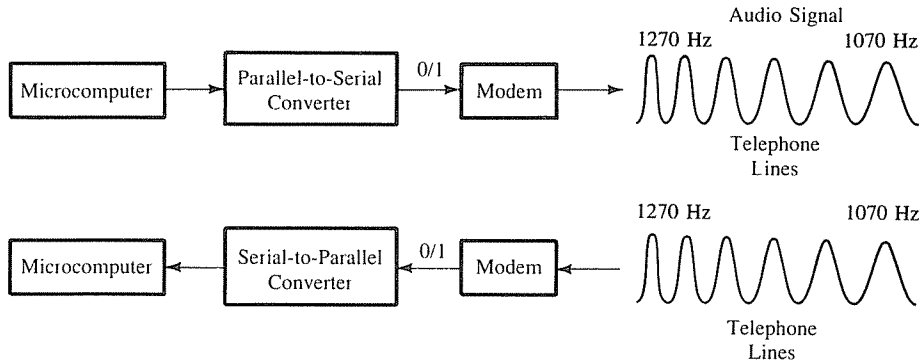 Audio Signal
1270 Hz 1070 Hz
Microcomputer
Parallel-to-Serial
Converter
0/1
Modem
Telephone
Lines
1270 Hz 1070 Hz
Microcomputer
Serial-to-Parallel
Converter
0/1
Modem
Telephone
Lines